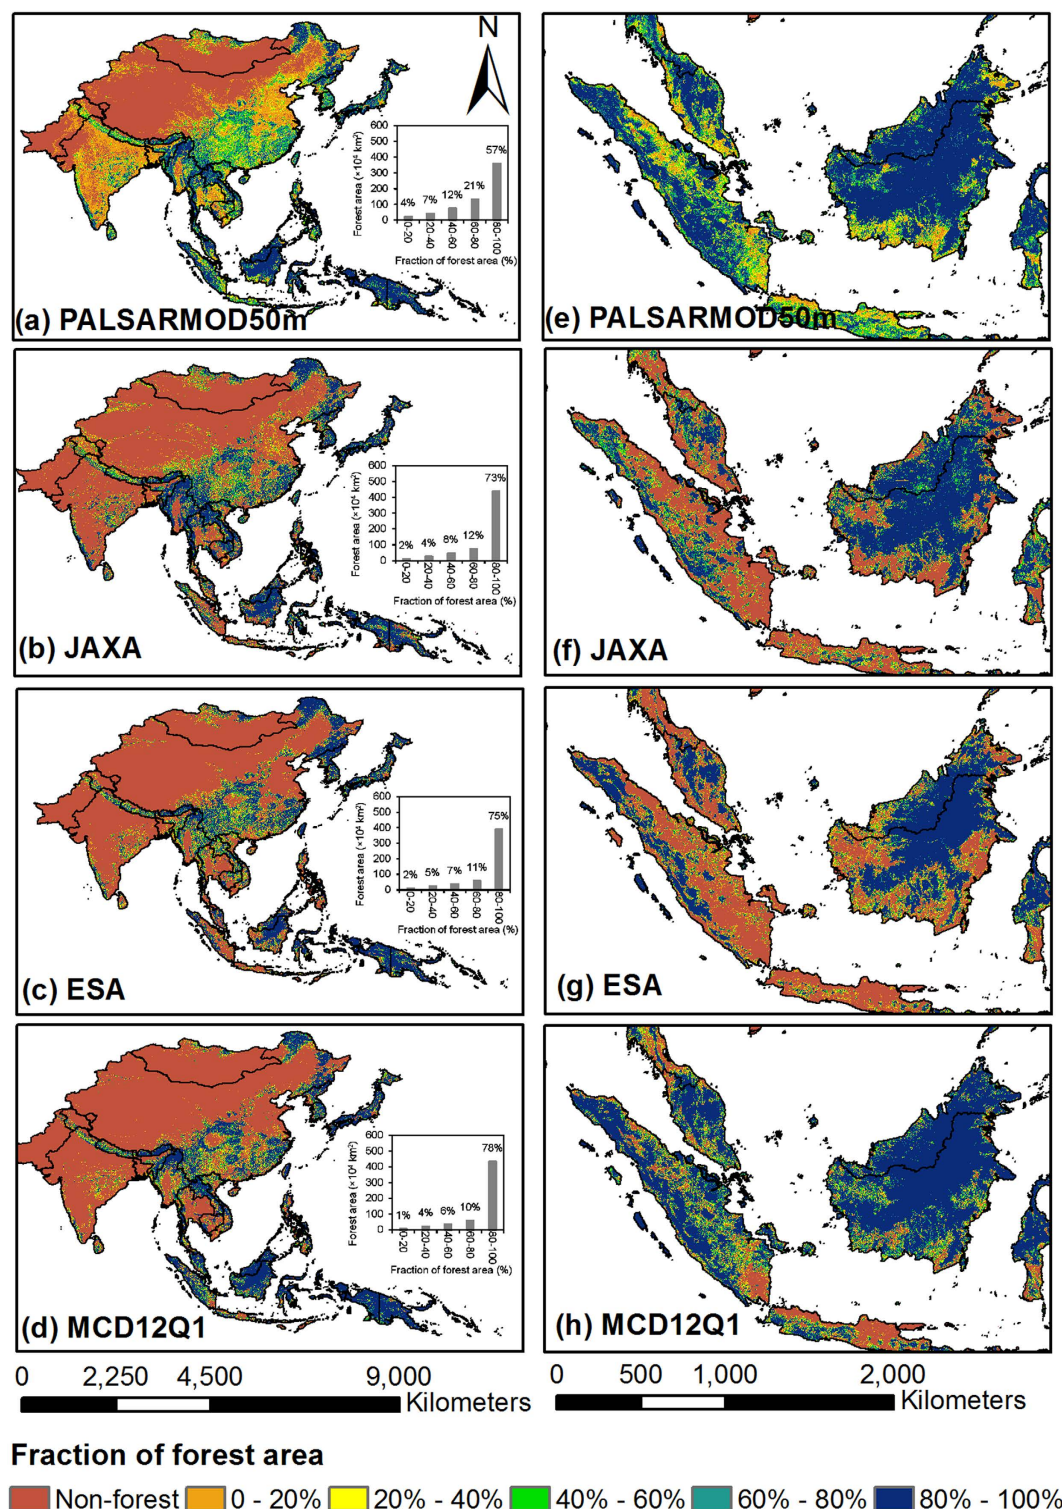 N
600
500
400
300
200
100
0
Forest area (×10⁴ km²)
4%
7%
12%
21%
57%
0-20
20-40
40-60
60-80
80-100
Fraction of forest area (%)
(a) PALSARMOD50m
(e) PALSARMOD50m
600
500
400
300
200
100
0
Forest area (×10⁴ km²)
2%
4%
8%
12%
73%
0-20
20-40
40-60
60-80
80-100
Fraction of forest area (%)
(b) JAXA
(f) JAXA
600
500
400
300
200
100
0
Forest area (×10⁴ km²)
2%
5%
7%
11%
75%
0-20
20-40
40-60
60-80
80-100
Fraction of forest area (%)
(c) ESA
(g) ESA
600
500
400
300
200
100
0
Forest area (×10⁴ km²)
1%
4%
6%
10%
78%
0-20
20-40
40-60
60-80
80-100
Fraction of forest area (%)
(d) MCD12Q1
(h) MCD12Q1
0 2,250 4,500 9,000
Kilometers
0 500 1,000 2,000
Kilometers
Fraction of forest area
Non-forest 0 - 20% 20% - 40% 40% - 60% 60% - 80% 80% - 100%